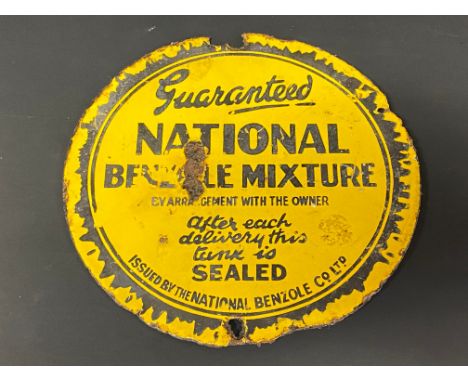 Guaranteed
NATIONAL
BENZOLE MIXTURE
BY ARRANGEMENT WITH THE OWNER
After each
delivery this
tank is
SEALED
ISSUED BY THE NATIONAL BENZOLE CO LTD